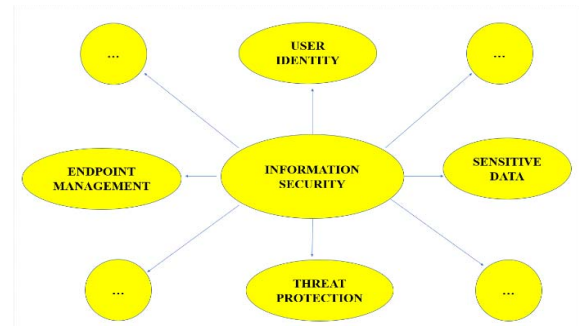 ...
USER
IDENTITY
...
ENDPOINT
MANAGEMENT
INFORMATION
SECURITY
SENSITIVE
DATA
...
THREAT
PROTECTION
...